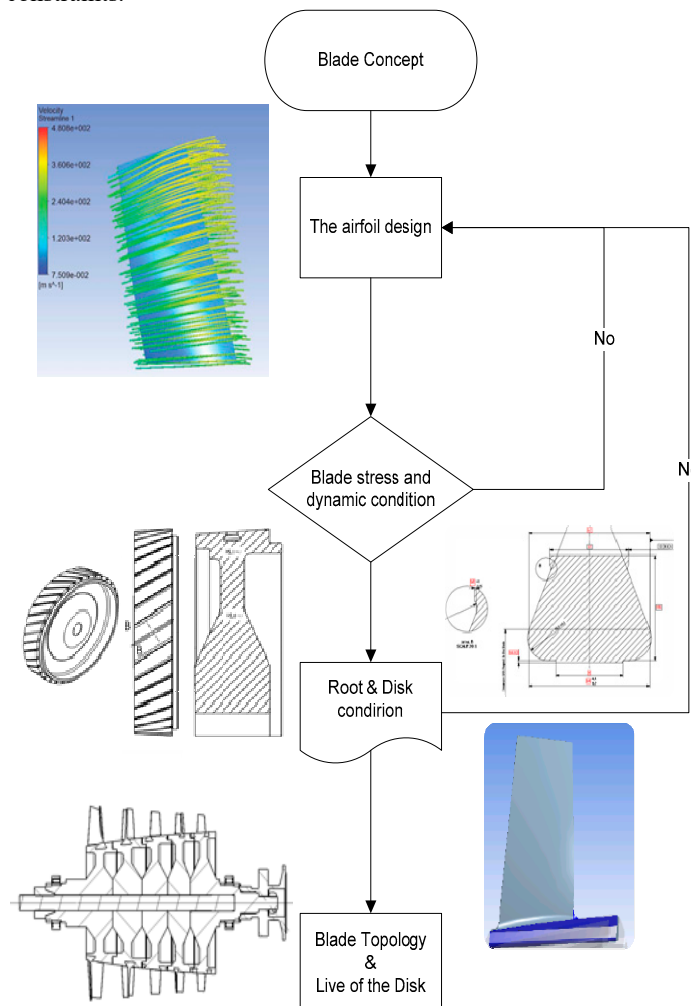 Blade Concept
Velocity
Streamline 1
4.808e+002
3.606e+002
2.404e+002
1.203e+002
7.509e-002
[m s^-1]
The airfoil design
No
N
Blade stress and
dynamic condition
Root & Disk
condirion
Blade Topology
&
Live of the Disk